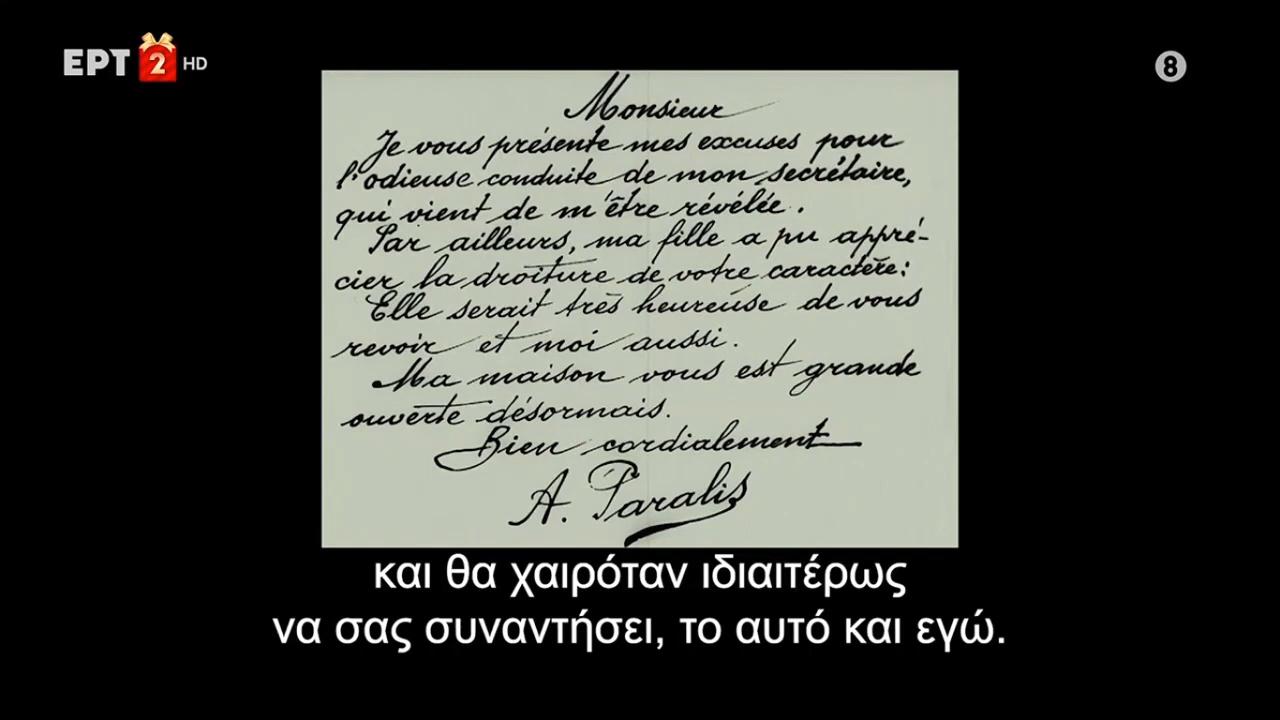 ΕΡΤ 2 HD
8
Monsieur
Je vous présente mes excuses pour
l'odieuse conduite de mon secrétaire,
qui vient de m'être révélée.
Par ailleurs, ma fille a pu appré-
cier la droiture de votre caractère:
Elle serait très heureuse de vous
revoir et moi aussi.
Ma maison vous est grande
ouverte désormais.
Bien cordialement
A. Paralis
και θα χαιρόταν ιδιαιτέρως
να σας συναντήσει, το αυτό και εγώ.